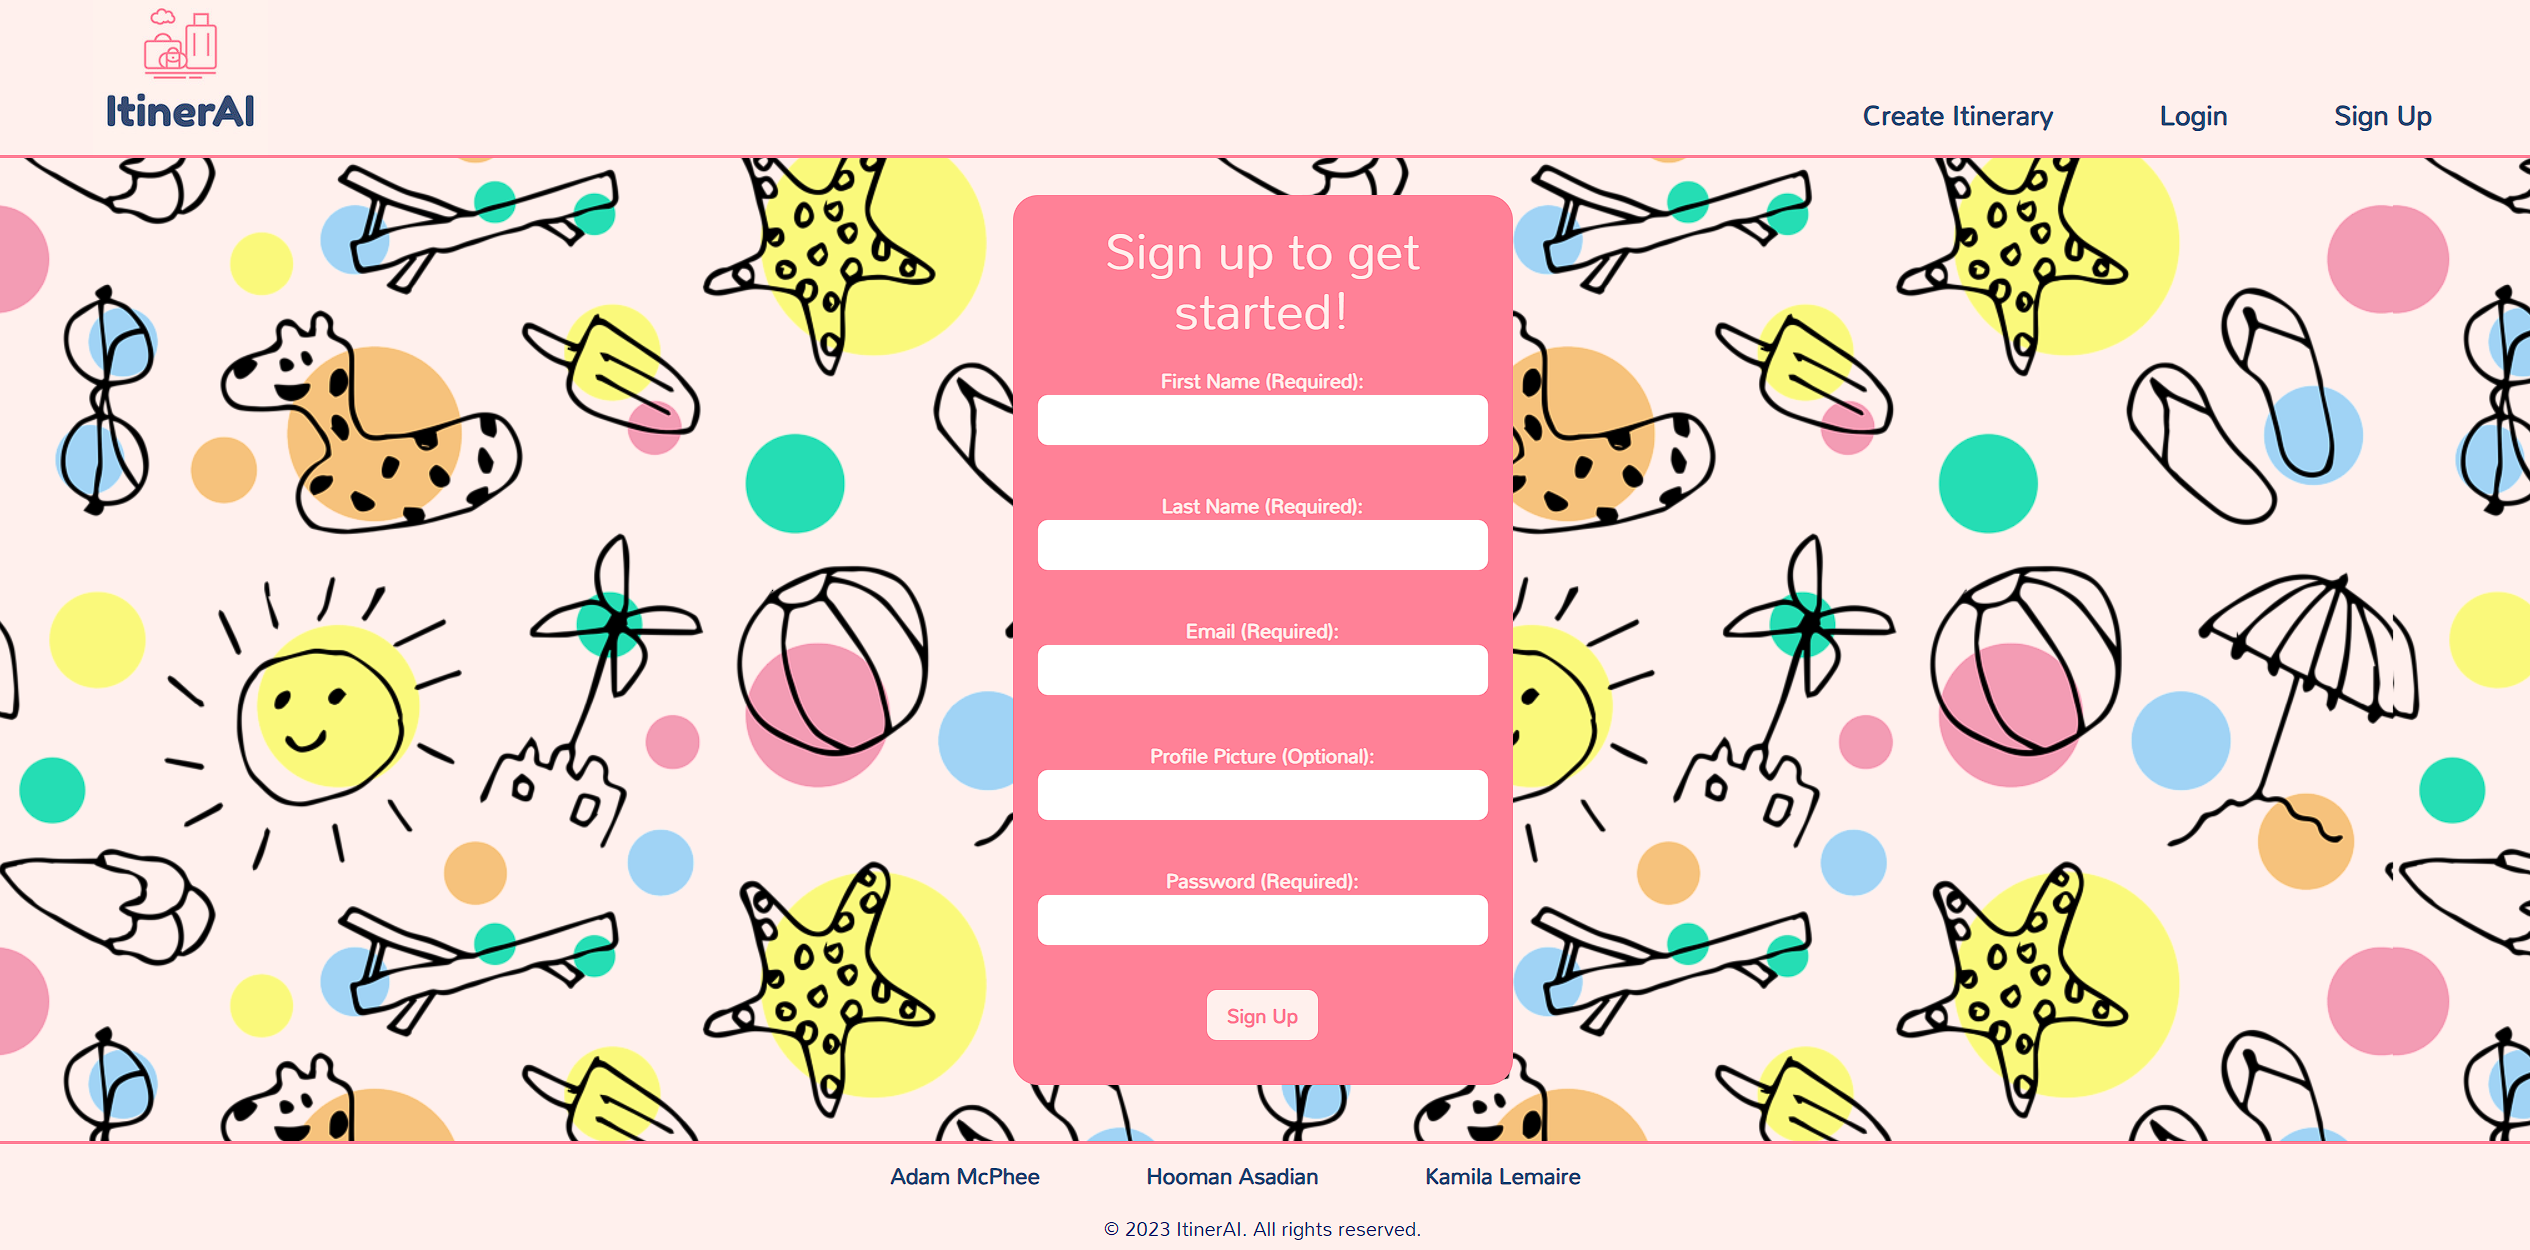 ItinerAI
Create Itinerary
Login
Sign Up
Sign up to get
started!
First Name (Required):
Last Name (Required):
Email (Required):
Profile Picture (Optional):
Password (Required):
Sign Up
Adam McPhee
Hooman Asadian
Kamila Lemaire
© 2023 ItinerAI. All rights reserved.